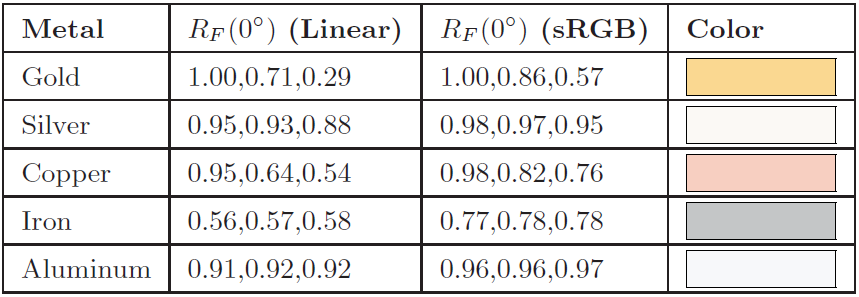 Metal R_F(0°) (Linear) R_F(0°) (sRGB) Color
Gold 1.00,0.71,0.29 1.00,0.86,0.57
Silver 0.95,0.93,0.88 0.98,0.97,0.95
Copper 0.95,0.64,0.54 0.98,0.82,0.76
Iron 0.56,0.57,0.58 0.77,0.78,0.78
Aluminum 0.91,0.92,0.92 0.96,0.96,0.97